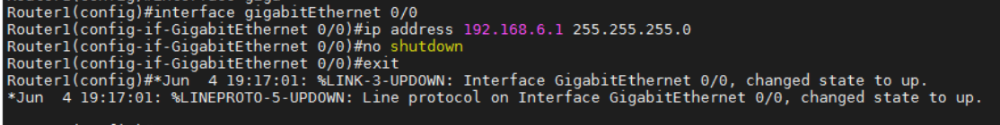 Router1(config)#interface gigabitEthernet 0/0
Router1(config-if-GigabitEthernet 0/0)#ip address 192.168.6.1 255.255.255.0
Router1(config-if-GigabitEthernet 0/0)#no shutdown
Router1(config-if-GigabitEthernet 0/0)#exit
Router1(config)#*Jun  4 19:17:01: %LINK-3-UPDOWN: Interface GigabitEthernet 0/0, changed state to up.
*Jun  4 19:17:01: %LINEPROTO-5-UPDOWN: Line protocol on Interface GigabitEthernet 0/0, changed state to up.